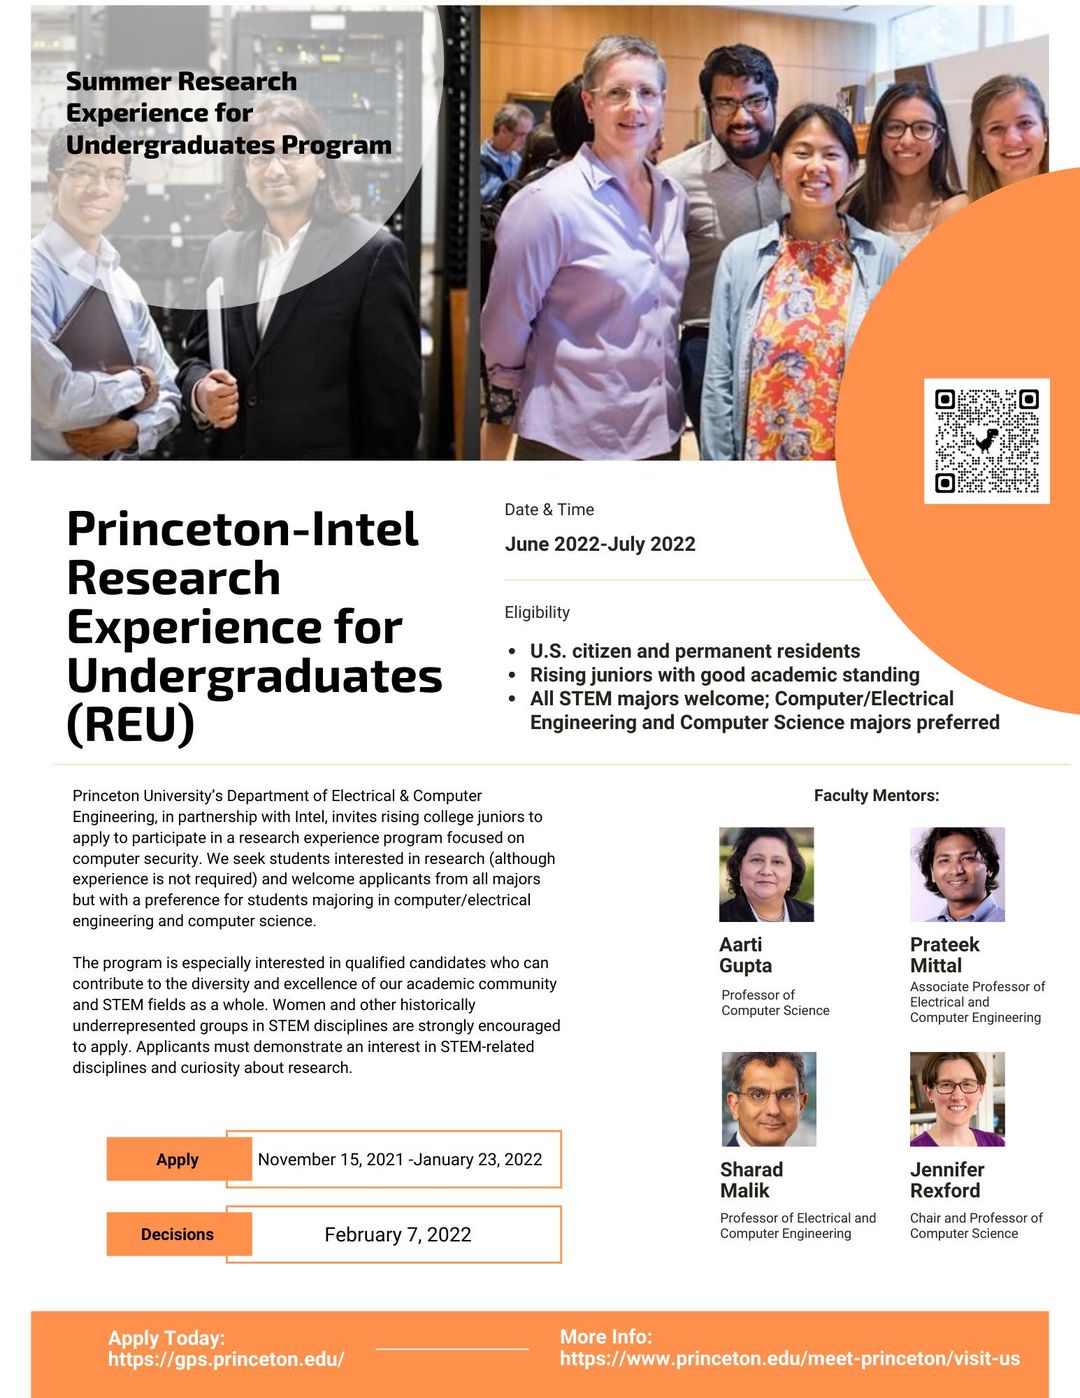 Summer Research
Experience for
Undergraduates Program
Princeton-Intel
Research
Experience for
Undergraduates
(REU)
Date & Time
June 2022-July 2022
Eligibility
• U.S. citizen and permanent residents
• Rising juniors with good academic standing
• All STEM majors welcome; Computer/Electrical
Engineering and Computer Science majors preferred
Princeton University’s Department of Electrical & Computer
Engineering, in partnership with Intel, invites rising college juniors to
apply to participate in a research experience program focused on
computer security. We seek students interested in research (although
experience is not required) and welcome applicants from all majors
but with a preference for students majoring in computer/electrical
engineering and computer science.
The program is especially interested in qualified candidates who can
contribute to the diversity and excellence of our academic community
and STEM fields as a whole. Women and other historically
underrepresented groups in STEM disciplines are strongly encouraged
to apply. Applicants must demonstrate an interest in STEM-related
disciplines and curiosity about research.
Apply
November 15, 2021 -January 23, 2022
Decisions
February 7, 2022
Faculty Mentors:
Aarti
Gupta
Professor of
Computer Science
Prateek
Mittal
Associate Professor of
Electrical and
Computer Engineering
Sharad
Malik
Professor of Electrical and
Computer Engineering
Jennifer
Rexford
Chair and Professor of
Computer Science
Apply Today:
https://gps.princeton.edu/
More Info:
https://www.princeton.edu/meet-princeton/visit-us